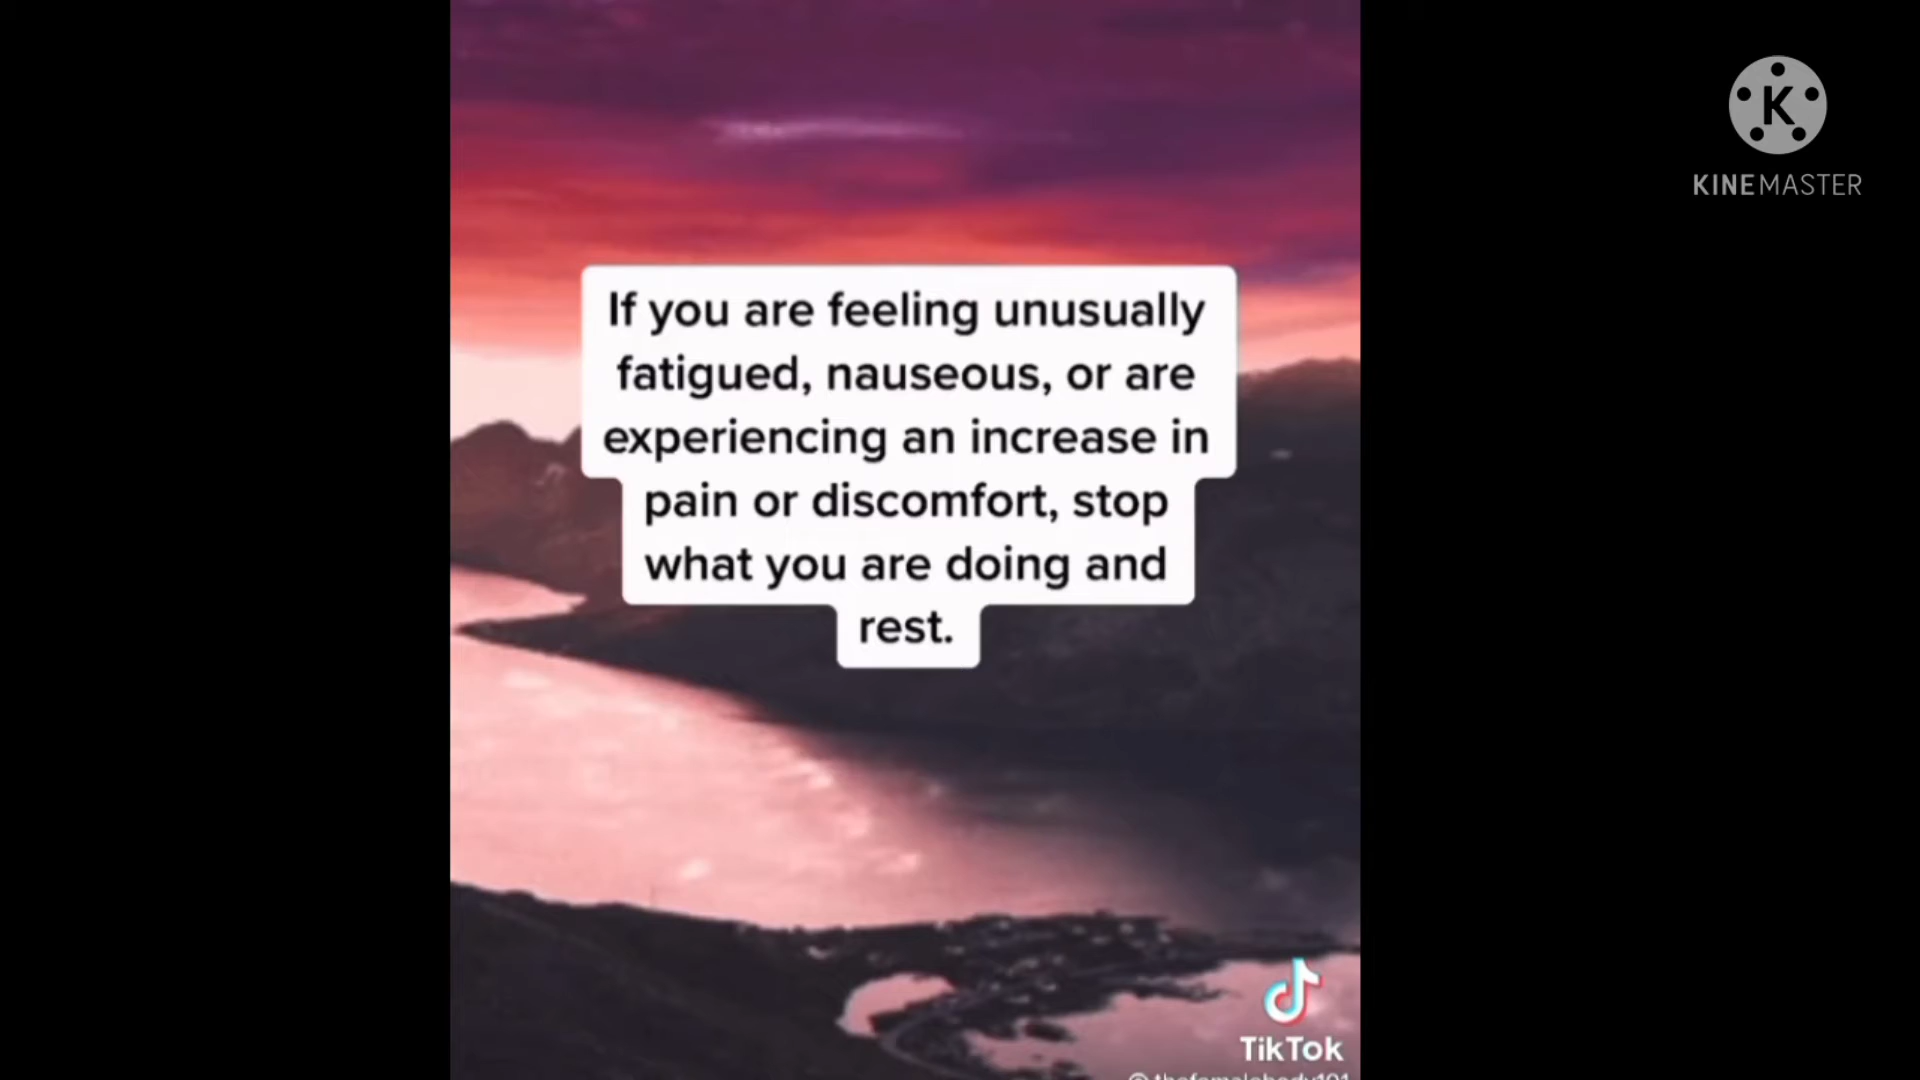 If you are feeling unusually
fatigued, nauseous, or are
experiencing an increase in
pain or discomfort, stop
what you are doing and
rest.
K
KINEMASTER
TikTok